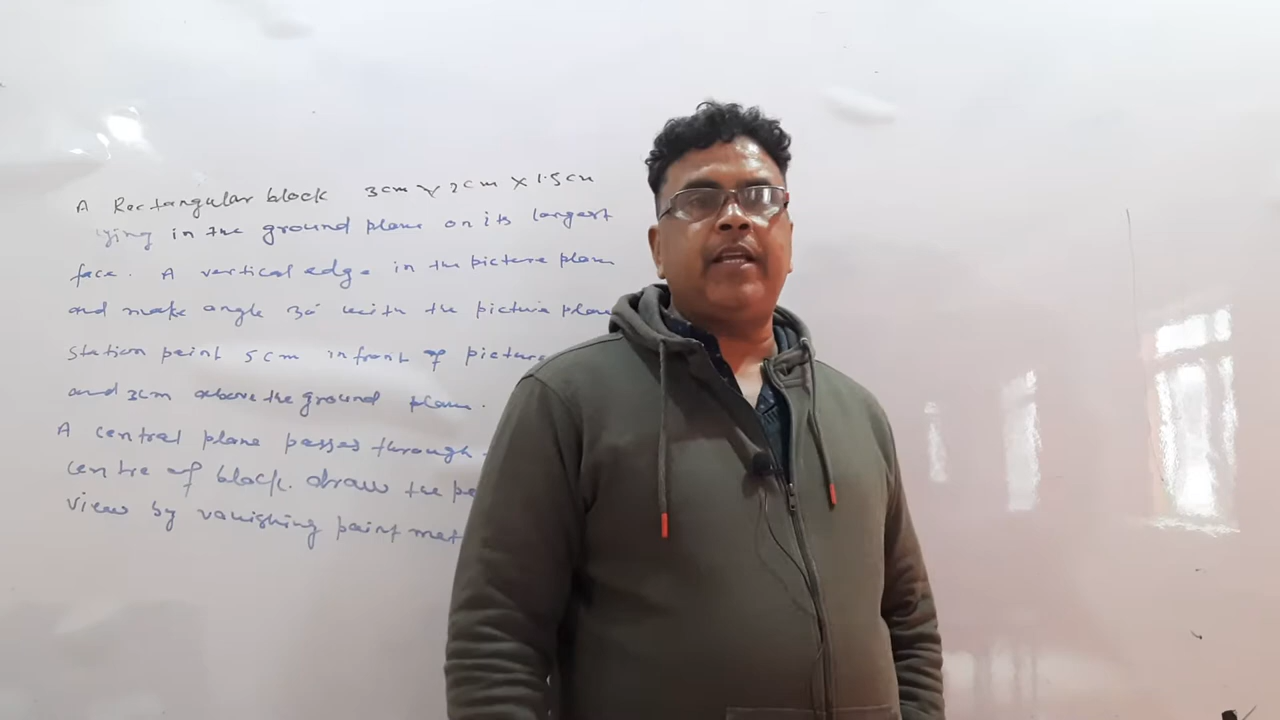 A Rectangular block 3cm x 2cm x 1.5cm
lying in the ground plane on its largest
face. A vertical edge in the picture plane
and make angle 30° with the picture plane
station point 5cm infront of picture
and 3cm above the ground plane.
A central plane passes through
centre of block. draw the
view by vanishing point